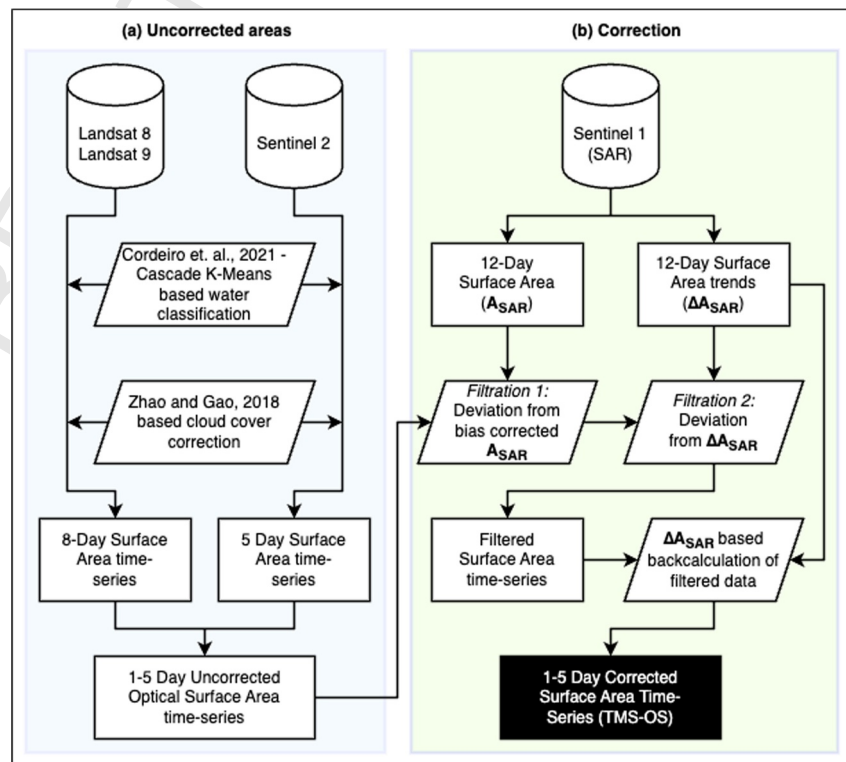 (a) Uncorrected areas
Landsat 8
Landsat 9
Sentinel 2
Cordeiro et. al., 2021 -
Cascade K-Means
based water
classification
Zhao and Gao, 2018
based cloud cover
correction
8-Day Surface
Area time-
series
5 Day Surface
Area time-
series
1-5 Day Uncorrected
Optical Surface Area
time-series
(b) Correction
Sentinel 1
(SAR)
12-Day
Surface Area
(ASAR)
12-Day Surface
Area trends
(ΔASAR)
Filtration 1:
Deviation from
bias corrected
ASAR
Filtration 2:
Deviation
from ΔASAR
Filtered
Surface Area
time-series
ΔASAR based
backcalculation of
filtered data
1-5 Day Corrected
Surface Area Time-
Series (TMS-OS)